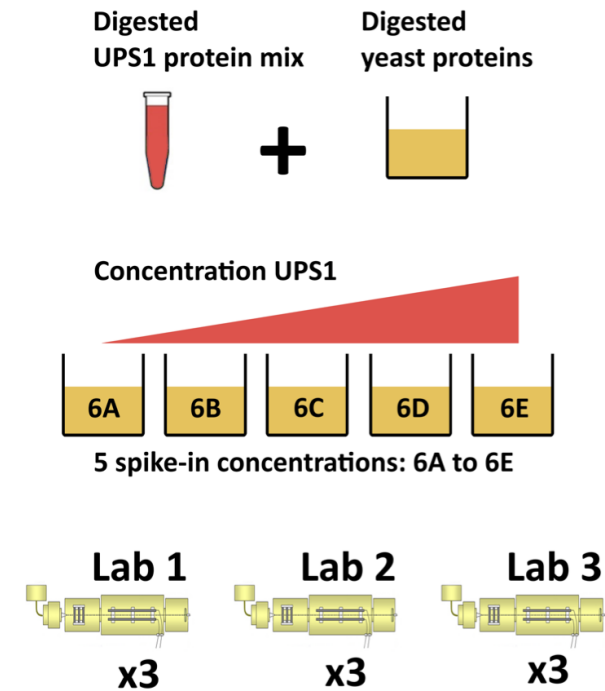 Digested
UPS1 protein mix
Digested
yeast proteins
+
Concentration UPS1
6A 6B 6C 6D 6E
5 spike-in concentrations: 6A to 6E
Lab 1 Lab 2 Lab 3
x3 x3 x3